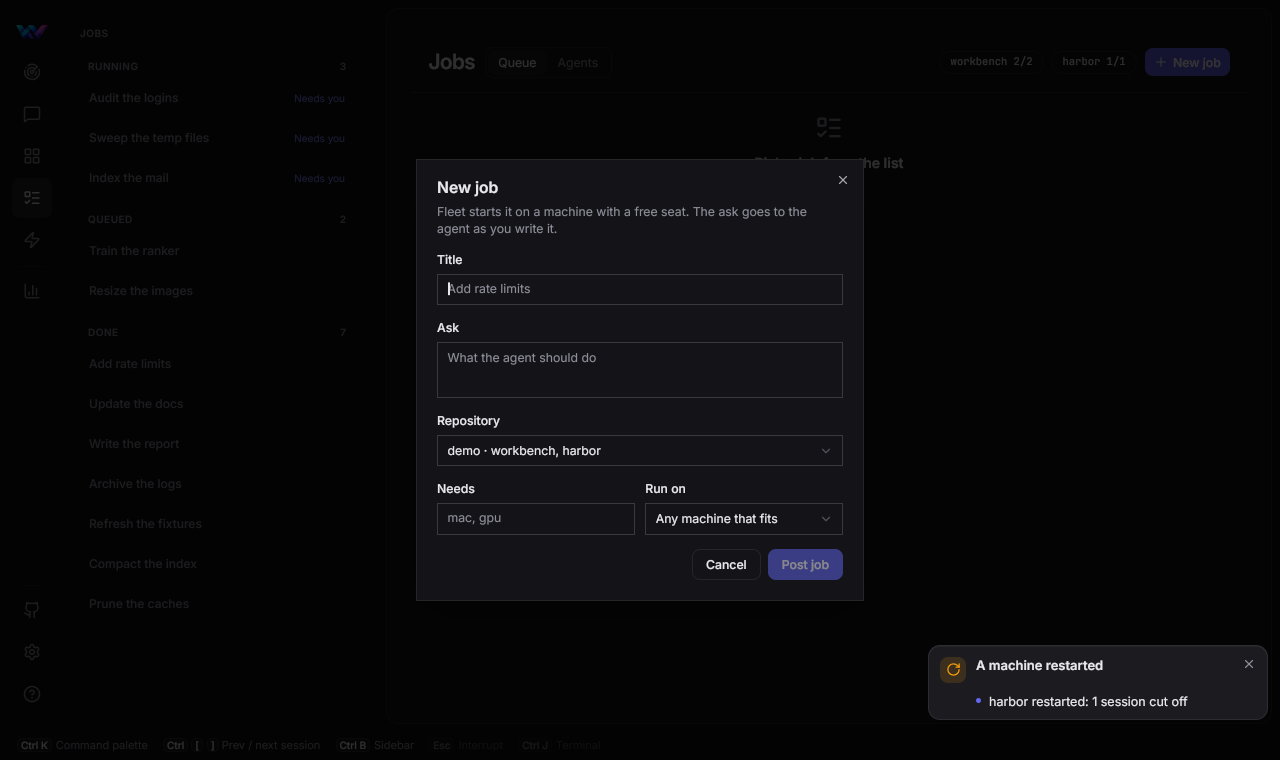 JOBS
RUNNING 3
Audit the logins Needs you
Sweep the temp files Needs you
Index the mail Needs you
QUEUED 2
Train the ranker
Resize the images
DONE 7
Add rate limits
Update the docs
Write the report
Archive the logs
Refresh the fixtures
Compact the index
Prune the caches
Jobs Queue Agents workbench 2/2 harbor 1/1 New job
the list
New job
Fleet starts it on a machine with a free seat. The ask goes to the
agent as you write it.
Title
Add rate limits
Ask
What the agent should do
Repository
demo · workbench, harbor
Needs Run on
mac, gpu Any machine that fits
Cancel Post job
A machine restarted
harbor restarted: 1 session cut off
Ctrl K Command palette Ctrl [ ] Prev / next session Ctrl B Sidebar Esc Interrupt Ctrl J Terminal